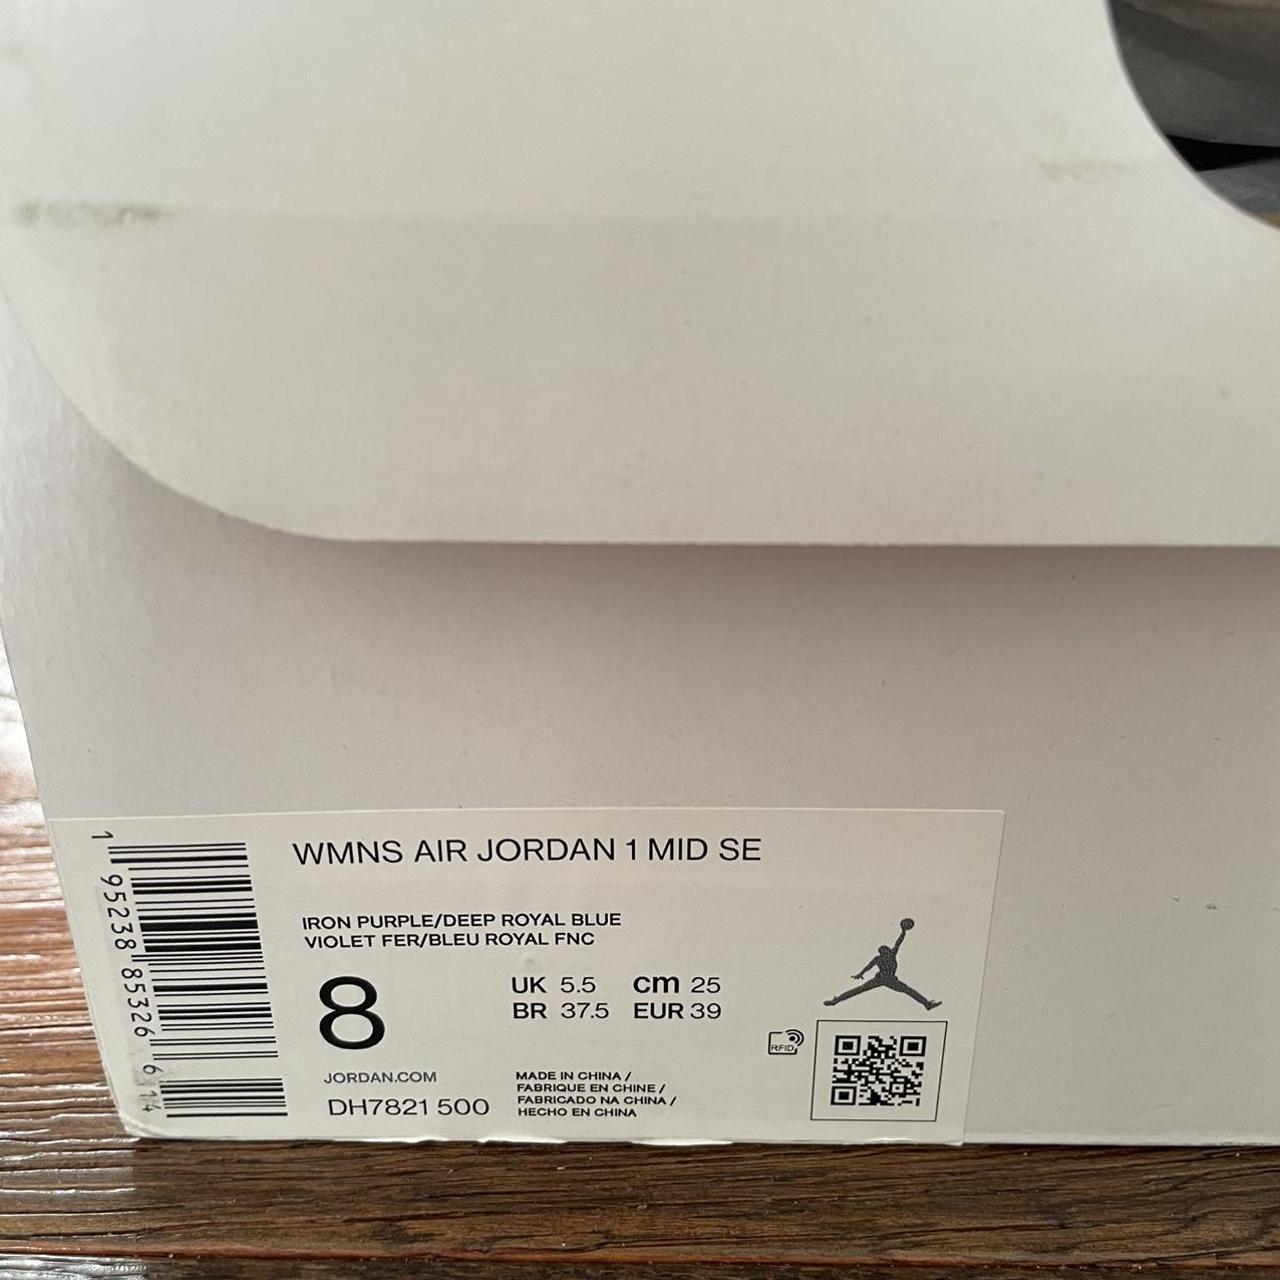 WMNS AIR JORDAN 1 MID SE
IRON PURPLE/DEEP ROYAL BLUE
VIOLET FER/BLEU ROYAL FNC
8
UK 5.5 cm 25
BR 37.5 EUR 39
JORDAN.COM
DH7821 500
MADE IN CHINA /
FABRIQUE EN CHINE /
FABRICADO NA CHINA /
HECHO EN CHINA
RFID
1 95238 85326 6 14